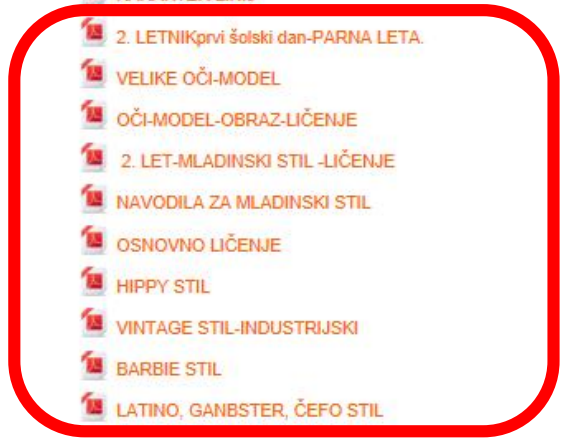 2. LETNIKprvi šolski dan-PARNA LETA.
VELIKE OČI-MODEL
OČI-MODEL-OBRAZ-LIČENJE
2. LET-MLADINSKI STIL -LIČENJE
NAVODILA ZA MLADINSKI STIL
OSNOVNO LIČENJE
HIPPY STIL
VINTAGE STIL-INDUSTRIJSKI
BARBIE STIL
LATINO, GANBSTER, ČEFO STIL